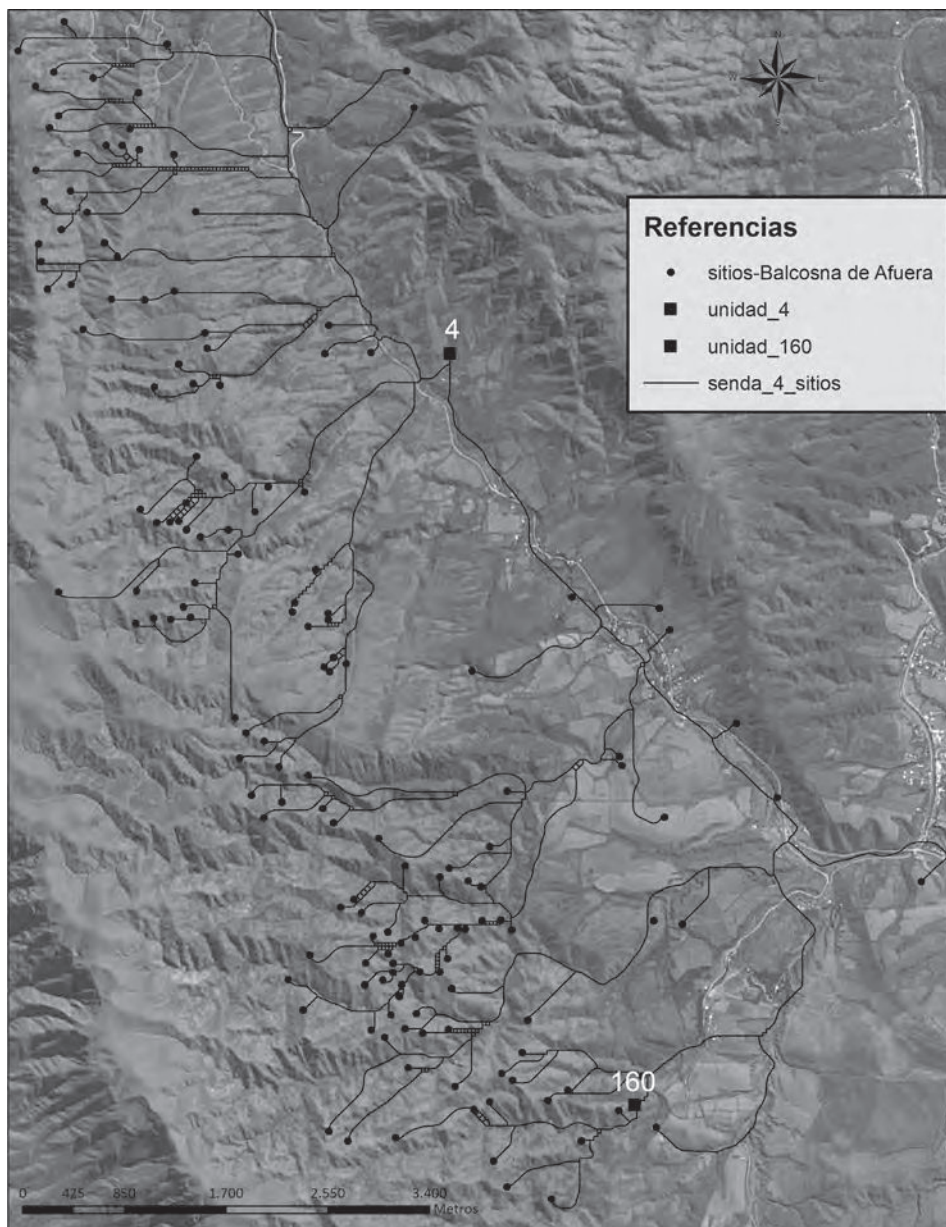 N
W
L
S
Referencias
sitios-Balcosna de Afuera
unidad_4
unidad_160
senda_4_sitios
4
160
0 425 850 1.700 2.550 3.400
Metros